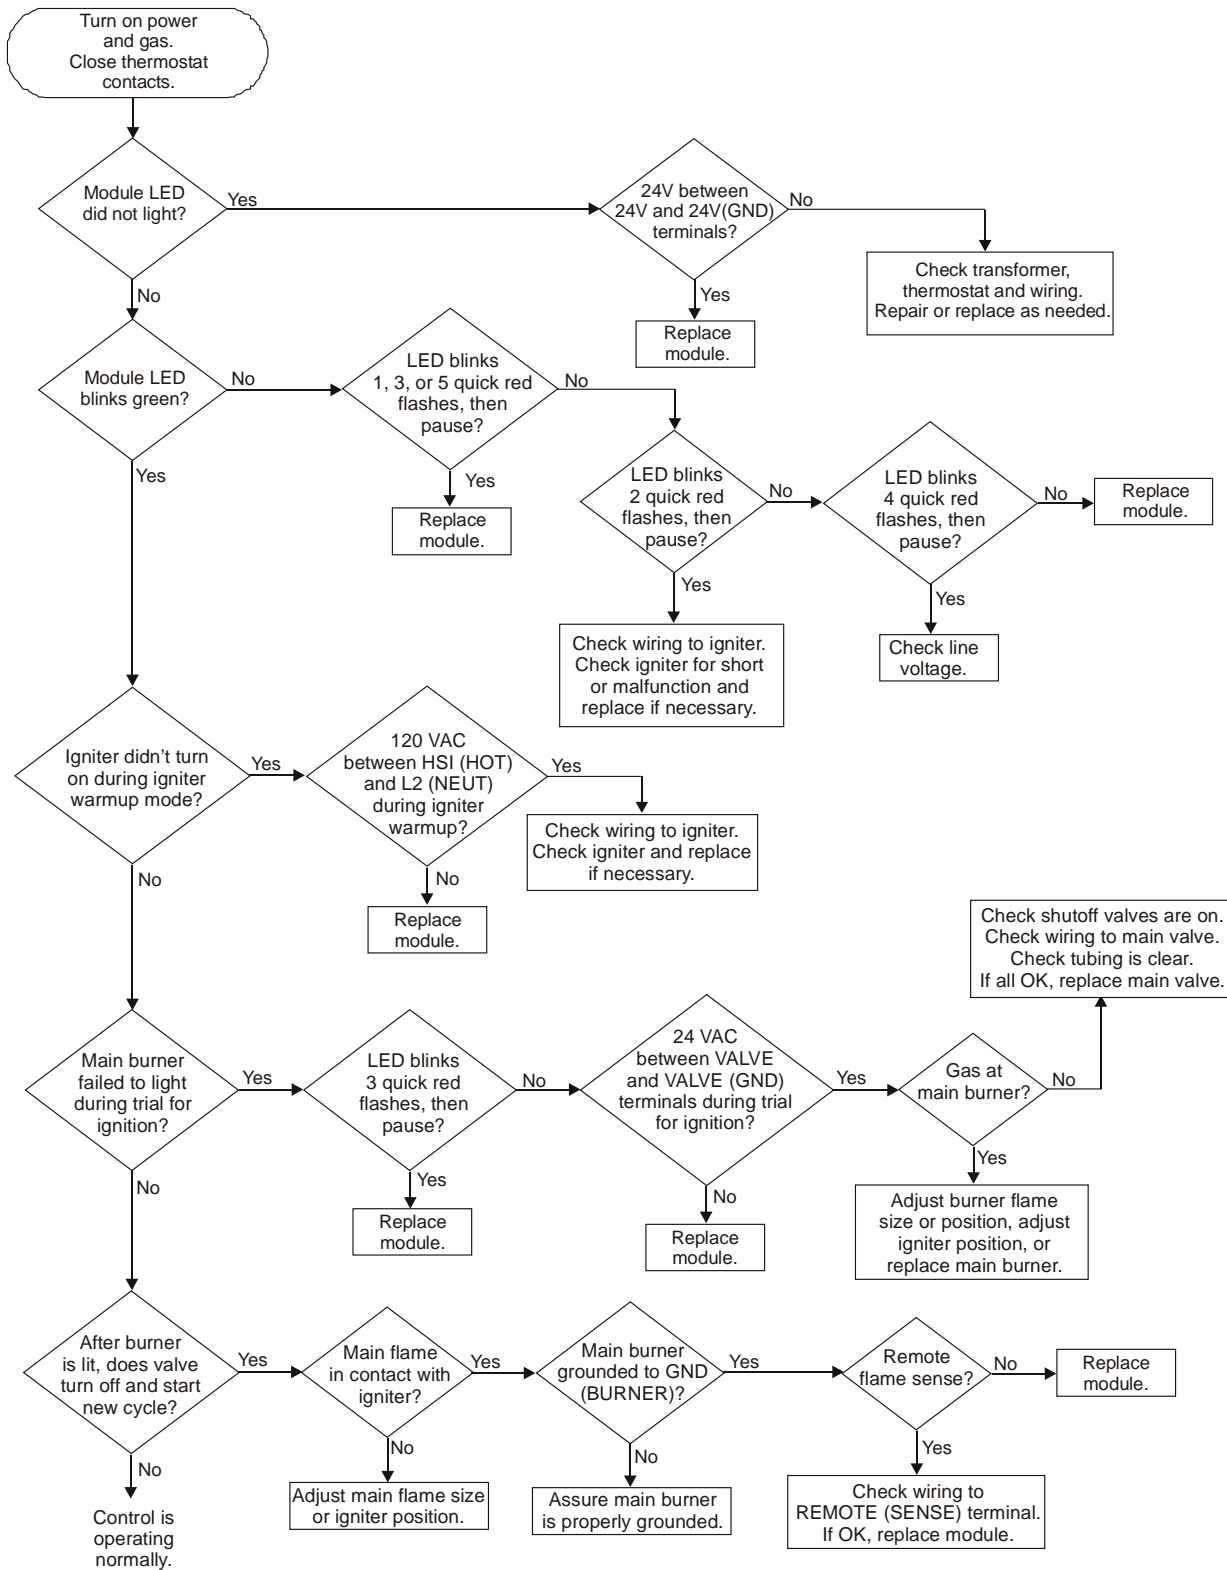 Turn on power
and gas.
Close thermostat
contacts.
Module LED
did not light?
Yes
24V between
24V and 24V(GND)
terminals?
No
Check transformer,
thermostat and wiring.
Repair or replace as needed.
Yes
Replace
module.
No
Module LED
blinks green?
No
LED blinks
1, 3, or 5 quick red
flashes, then
pause?
No
Yes
Replace
module.
LED blinks
2 quick red
flashes, then
pause?
No
LED blinks
4 quick red
flashes, then
pause?
No
Replace
module.
Yes
Check wiring to igniter.
Check igniter for short
or malfunction and
replace if necessary.
Yes
Check line
voltage.
Yes
Igniter didn't turn
on during igniter
warmup mode?
Yes
120 VAC
between HSI (HOT)
and L2 (NEUT)
during igniter
warmup?
Yes
Check wiring to igniter.
Check igniter and replace
if necessary.
No
Replace
module.
No
Main burner
failed to light
during trial for
ignition?
Yes
LED blinks
3 quick red
flashes, then
pause?
No
24 VAC
between VALVE
and VALVE (GND)
terminals during trial
for ignition?
Yes
Gas at
main burner?
No
Check shutoff valves are on.
Check wiring to main valve.
Check tubing is clear.
If all OK, replace main valve.
Yes
Replace
module.
No
Replace
module.
Yes
Adjust burner flame
size or position, adjust
igniter position, or
replace main burner.
No
After burner
is lit, does valve
turn off and start
new cycle?
Yes
Main flame
in contact with
igniter?
Yes
Main burner
grounded to GND
(BURNER)?
Yes
Remote
flame sense?
No
Replace
module.
No
Control is
operating
normally.
No
Adjust main flame size
or igniter position.
No
Assure main burner
is properly grounded.
Yes
Check wiring to
REMOTE (SENSE) terminal.
If OK, replace module.